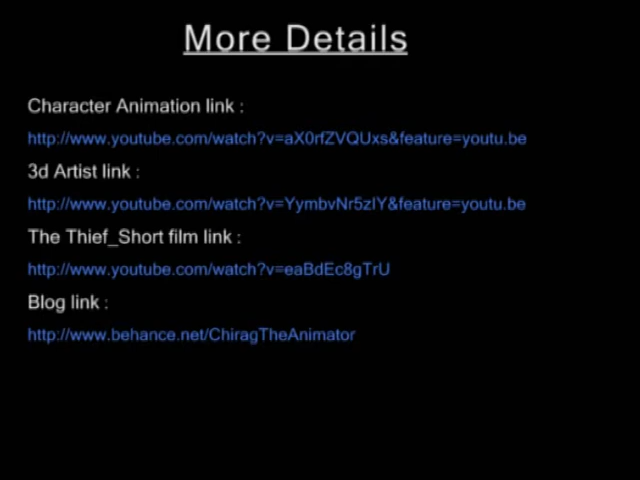 More Details
Character Animation link :
http://www.youtube.com/watch?v=aX0rfZVQUxs&feature=youtu.be
3d Artist link :
http://www.youtube.com/watch?v=YymbvNr5zIY&feature=youtu.be
The Thief_Short film link :
http://www.youtube.com/watch?v=eaBdEc8gTrU
Blog link :
http://www.behance.net/ChiragTheAnimator